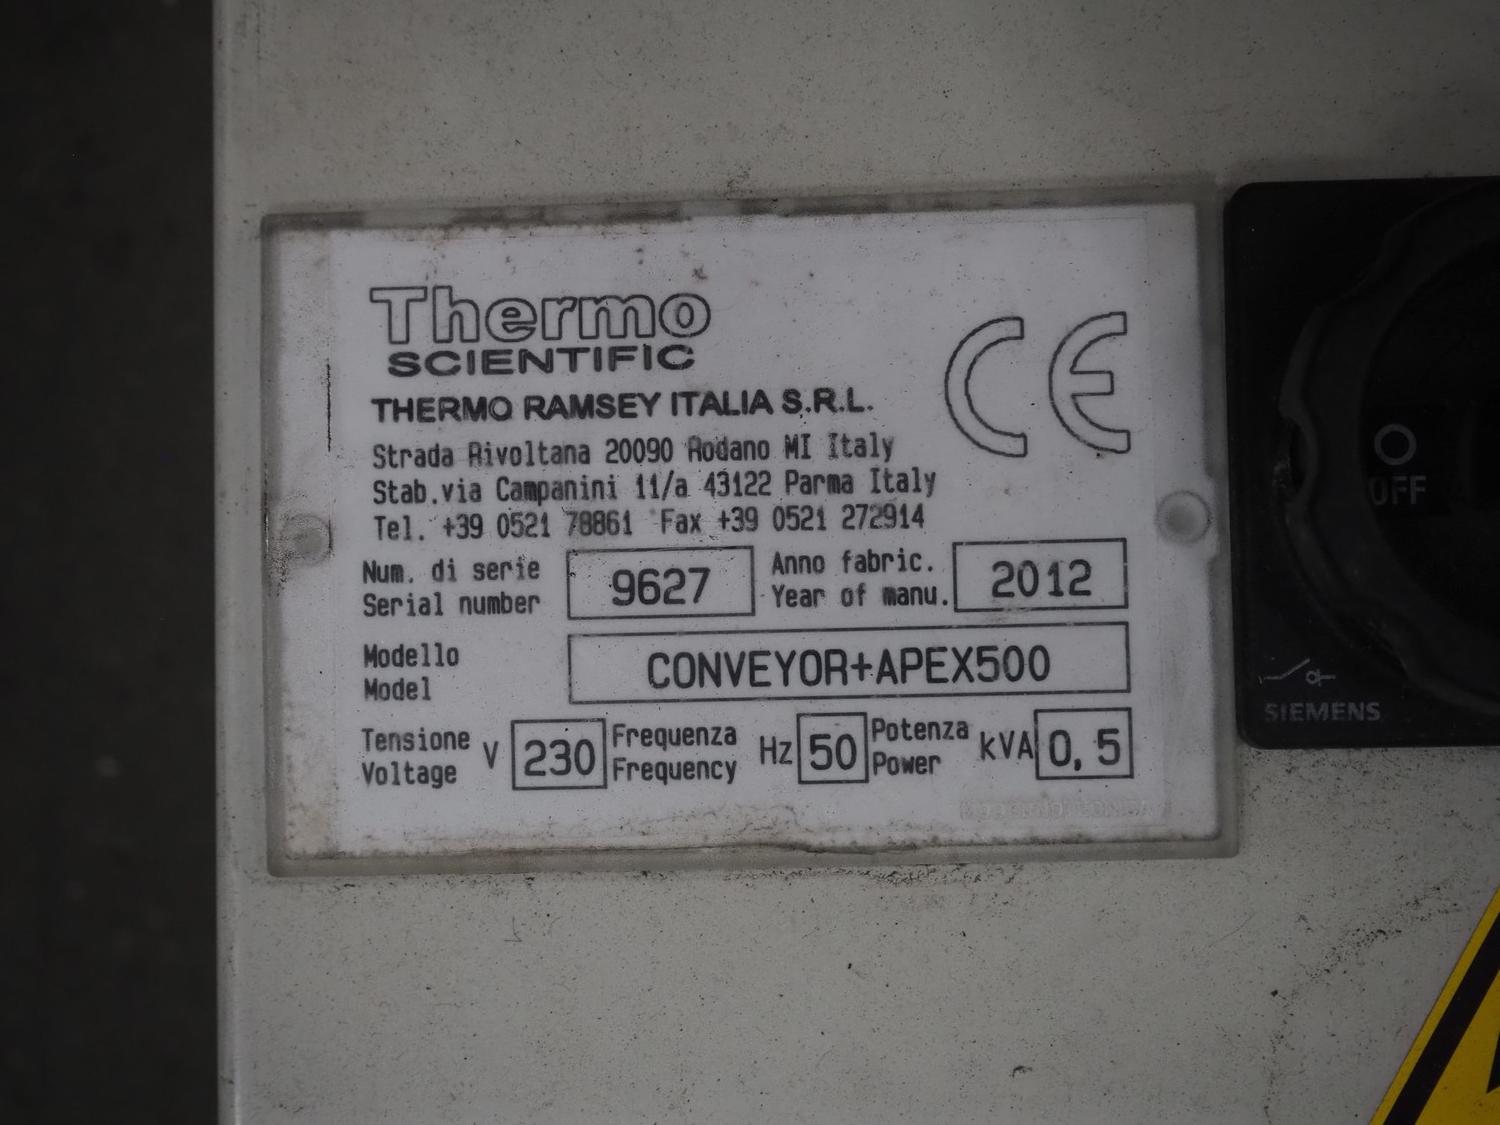 Thermo
SCIENTIFIC
CE
THERMO RAMSEY ITALIA S.R.L.
Strada Rivoltana 20090 Rodano MI Italy
Stab.via Campanini 11/a 43122 Parma Italy
Tel. +39 0521 78861 Fax +39 0521 272914
Num. di serie
Serial number
9627
Anno fabric.
Year of manu.
2012
Modello
Model
CONVEYOR+APEX500
Tensione
Voltage
V
230
Frequenza
Frequency
Hz
50
Potenza
Power
kVA
0,5
O
OFF
SIEMENS